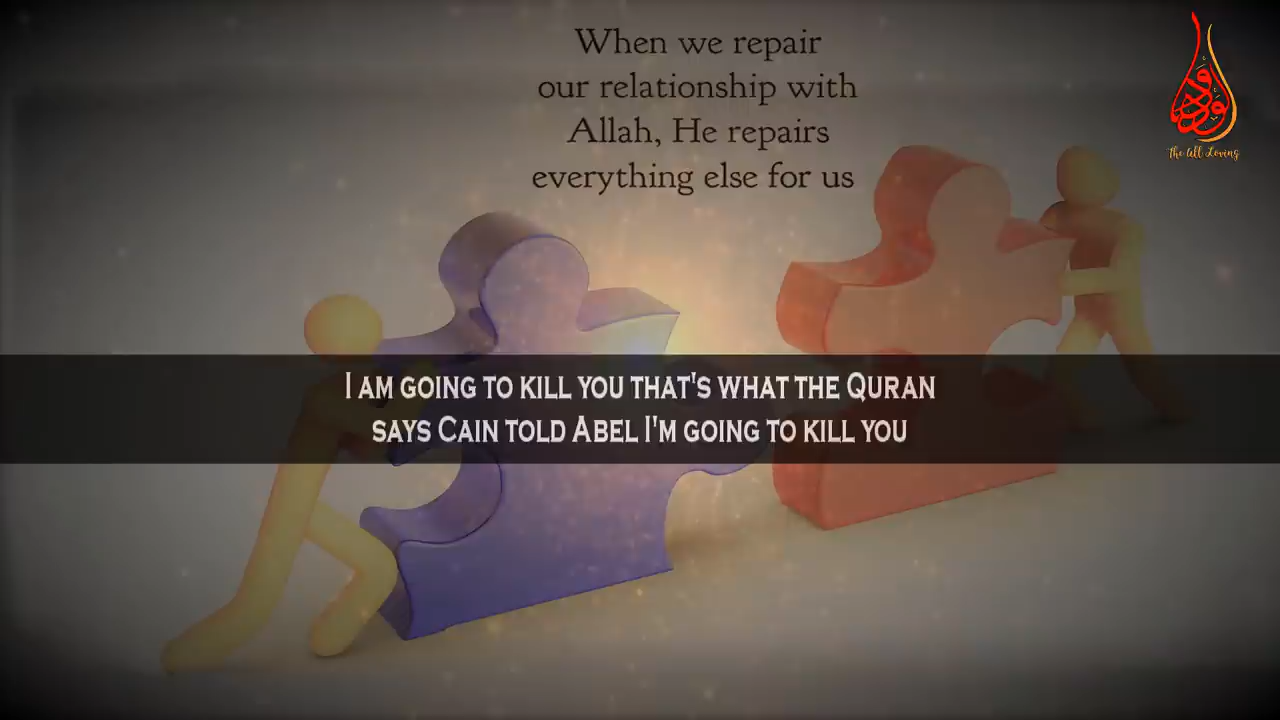 When we repair
our relationship with
Allah, He repairs
everything else for us
الودود
The All Loving
I AM GOING TO KILL YOU THAT'S WHAT THE QURAN
SAYS CAIN TOLD ABEL I'M GOING TO KILL YOU